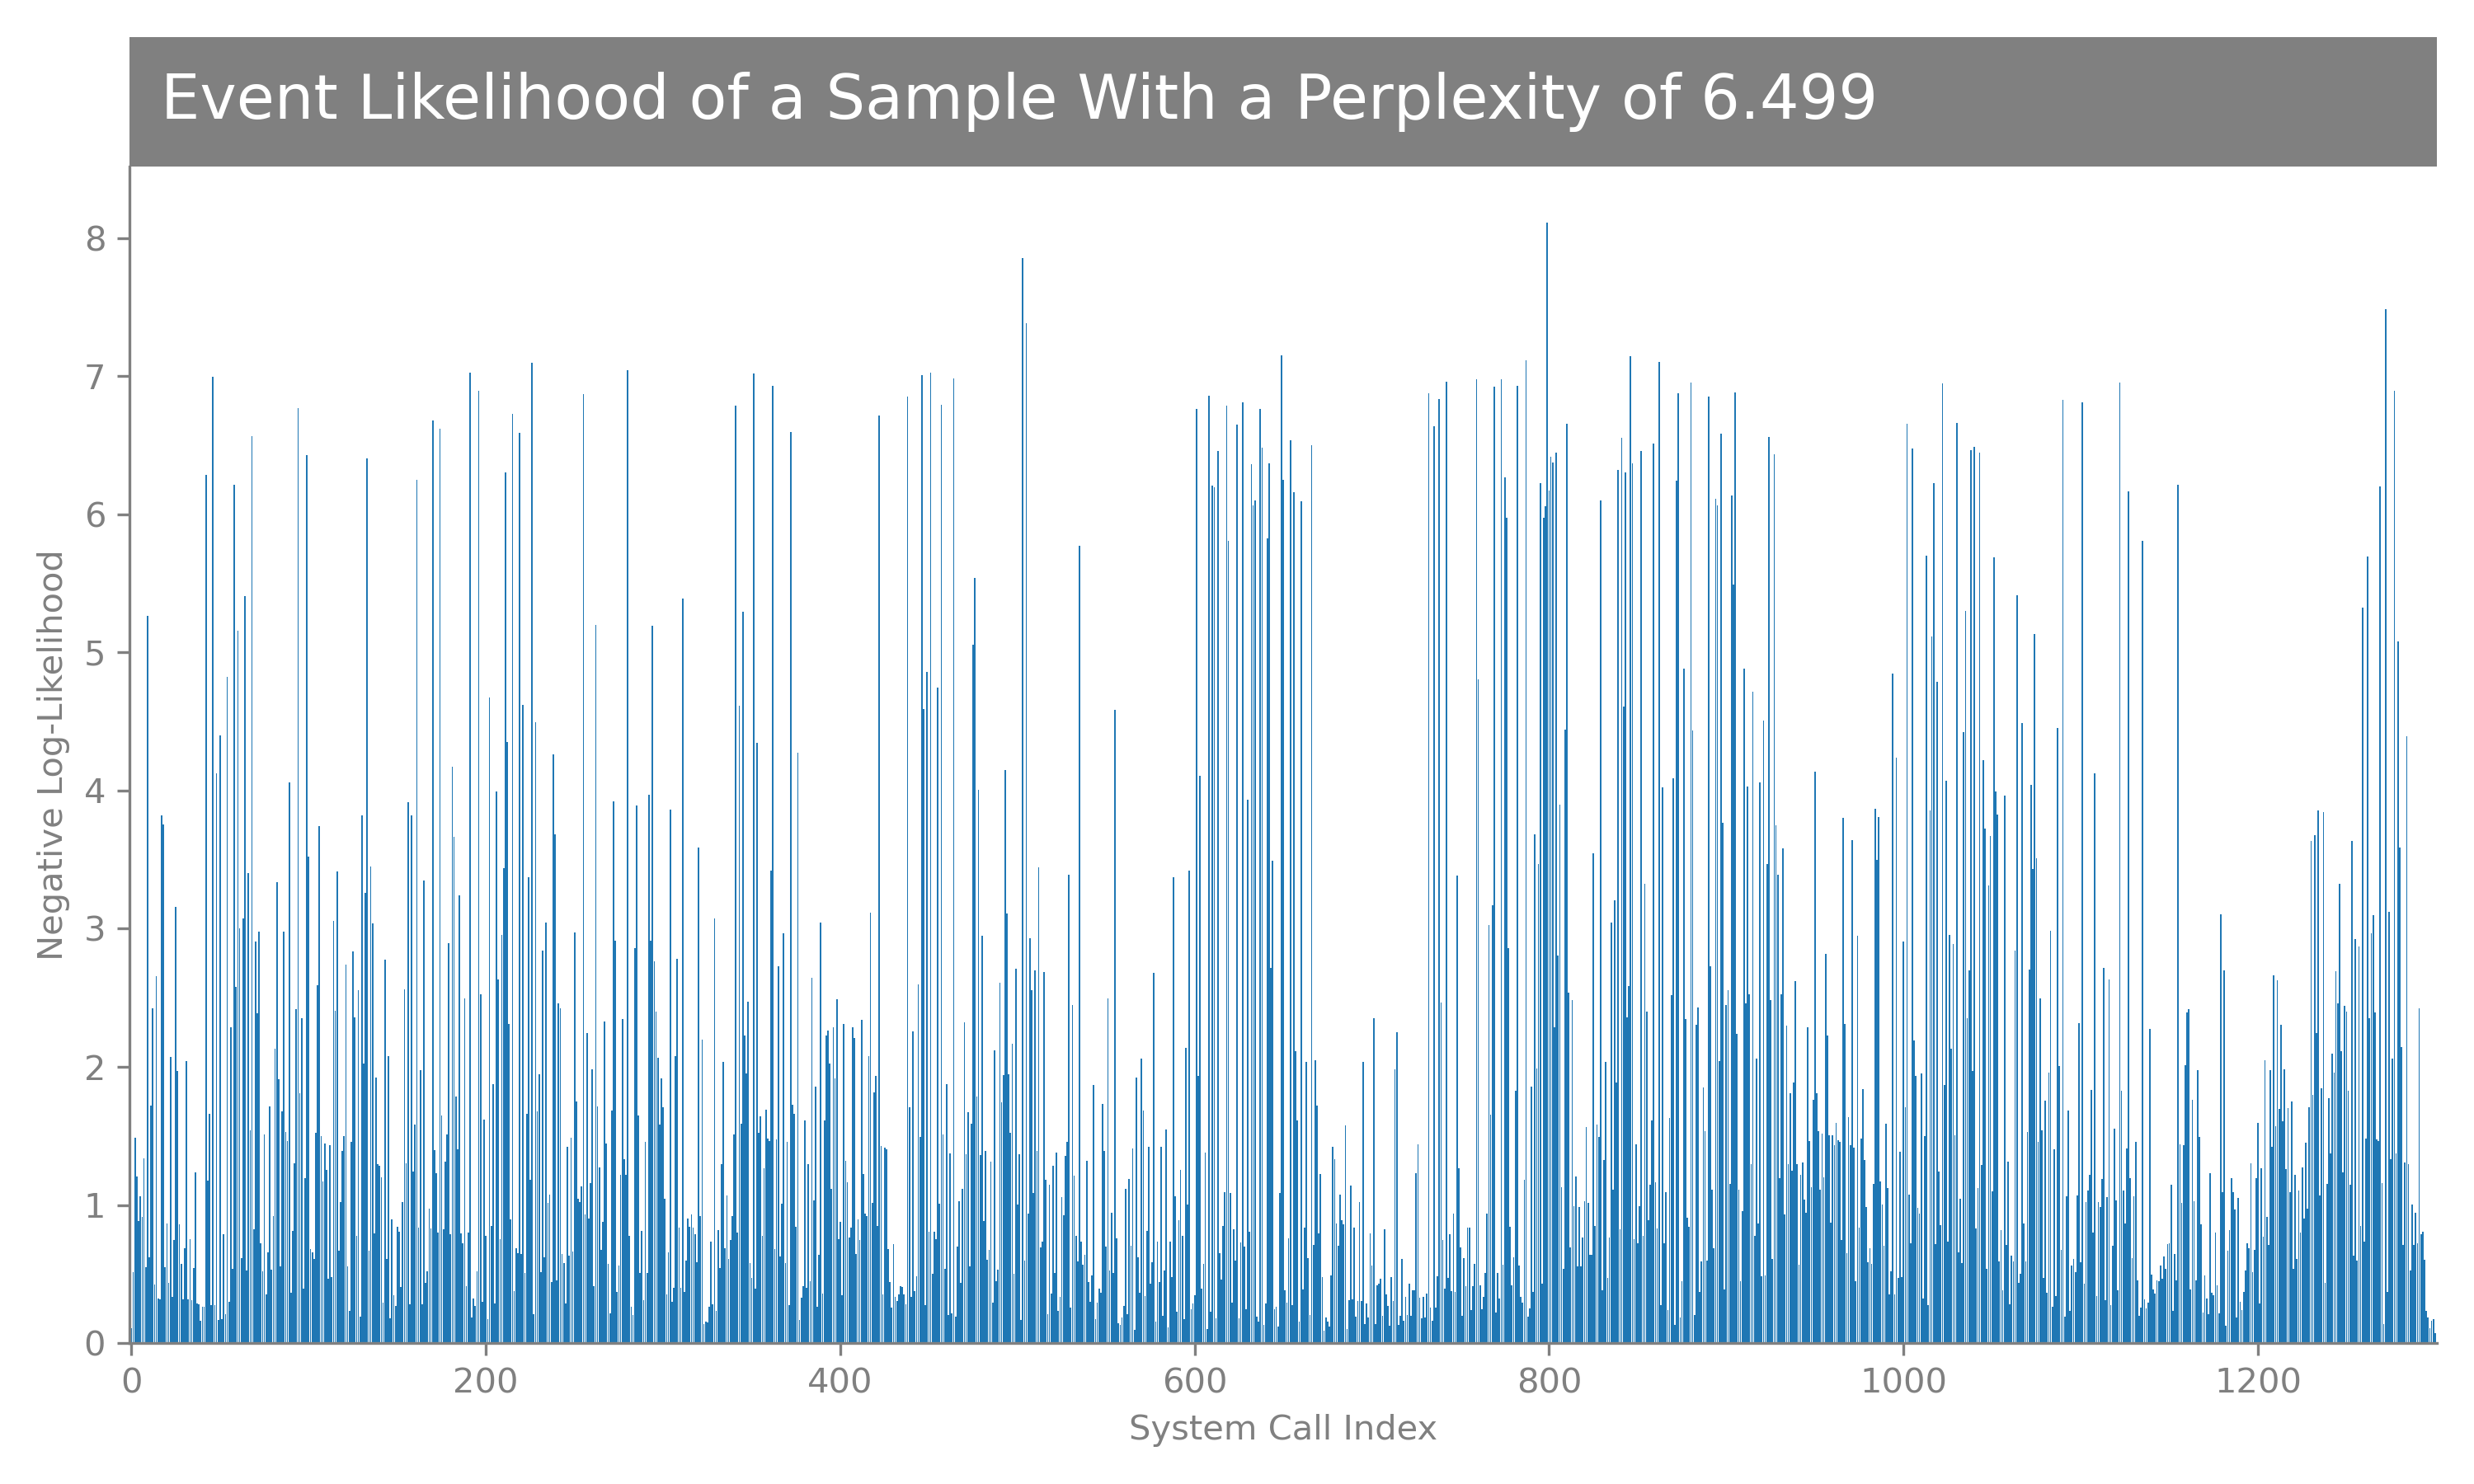 Event Likelihood of a Sample With a Perplexity of 6.499
8
7
6
5
4
3
2
1
0
Negative Log-Likelihood
0 200 400 600 800 1000 1200
System Call Index